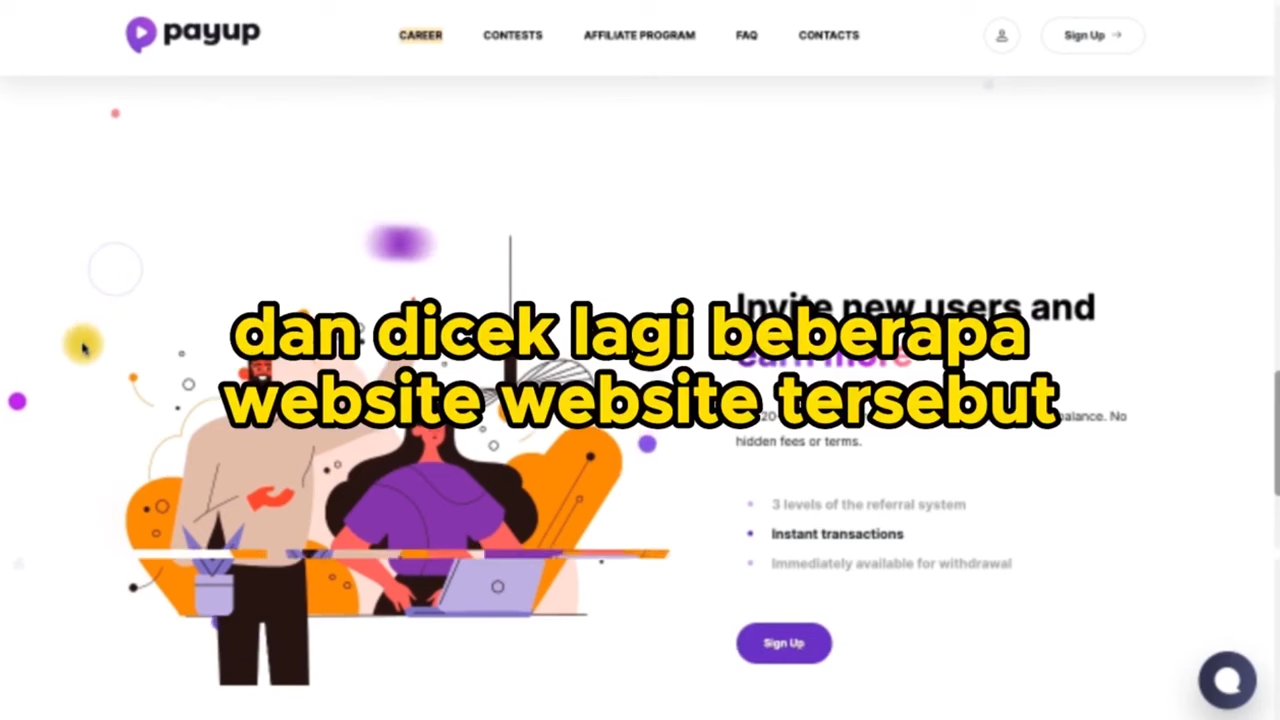 payup
CAREER
CONTESTS
AFFILIATE PROGRAM
FAQ
CONTACTS
Sign Up
Invite new users and
dan dicek lagi beberapa
website website tersebut
balance. No
hidden fees or terms.
3 levels of the referral system
Instant transactions
Immediately available for withdrawal
Sign Up